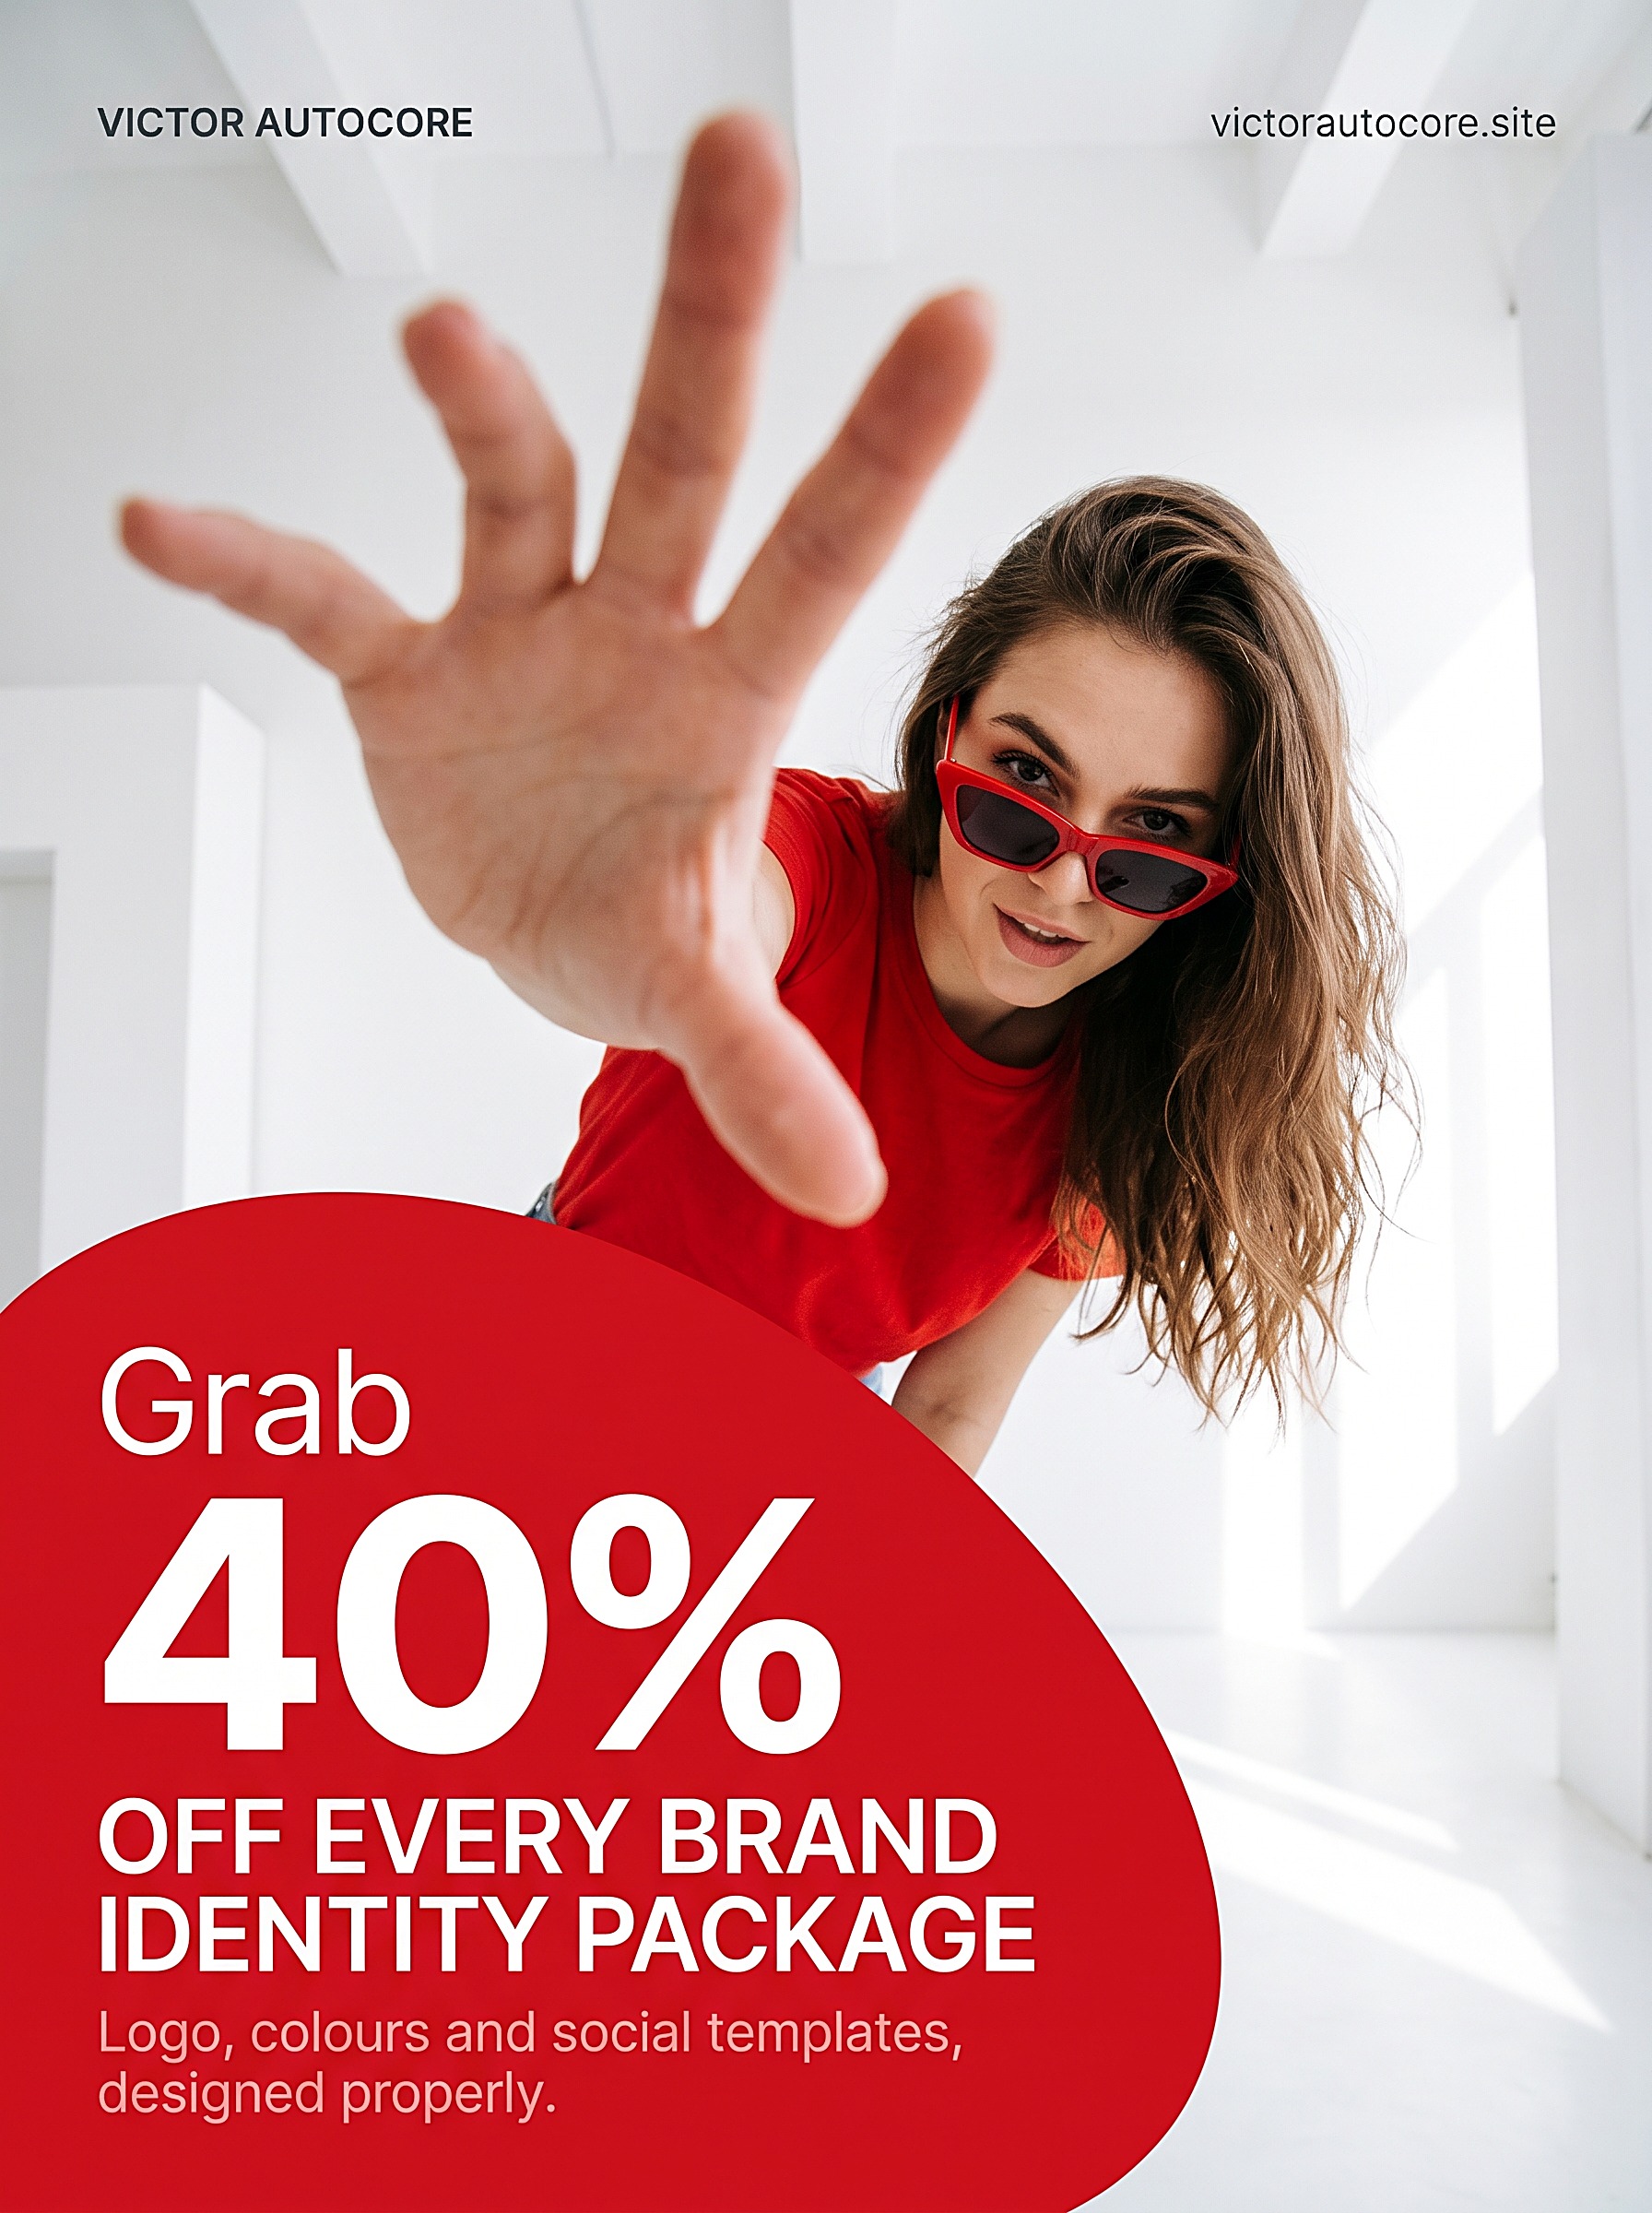 VICTOR AUTOCORE
victorautocore.site
Grab
40%
OFF EVERY BRAND
IDENTITY PACKAGE
Logo, colours and social templates,
designed properly.